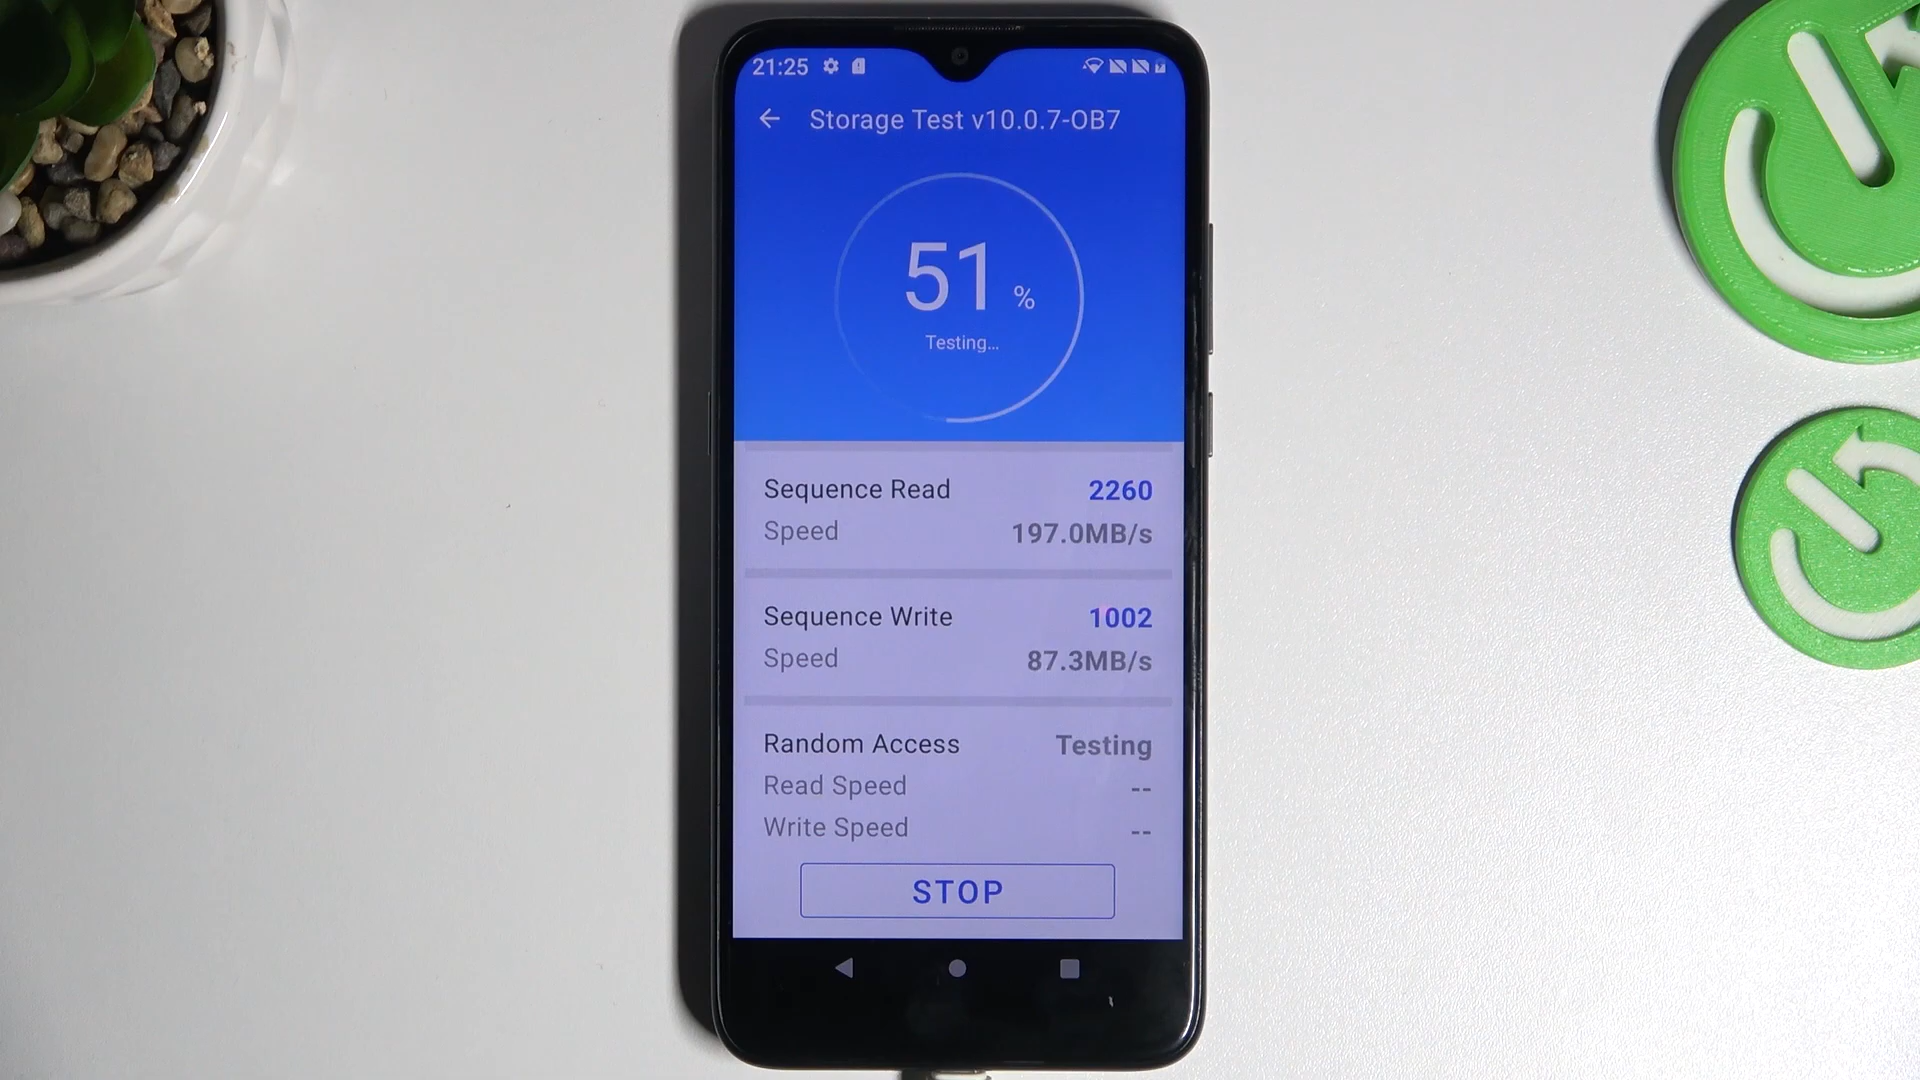 21:25
Storage Test v10.0.7-OB7
51 %
Testing...
Sequence Read 2260
Speed 197.0MB/s
Sequence Write 1002
Speed 87.3MB/s
Random Access Testing
Read Speed --
Write Speed --
STOP